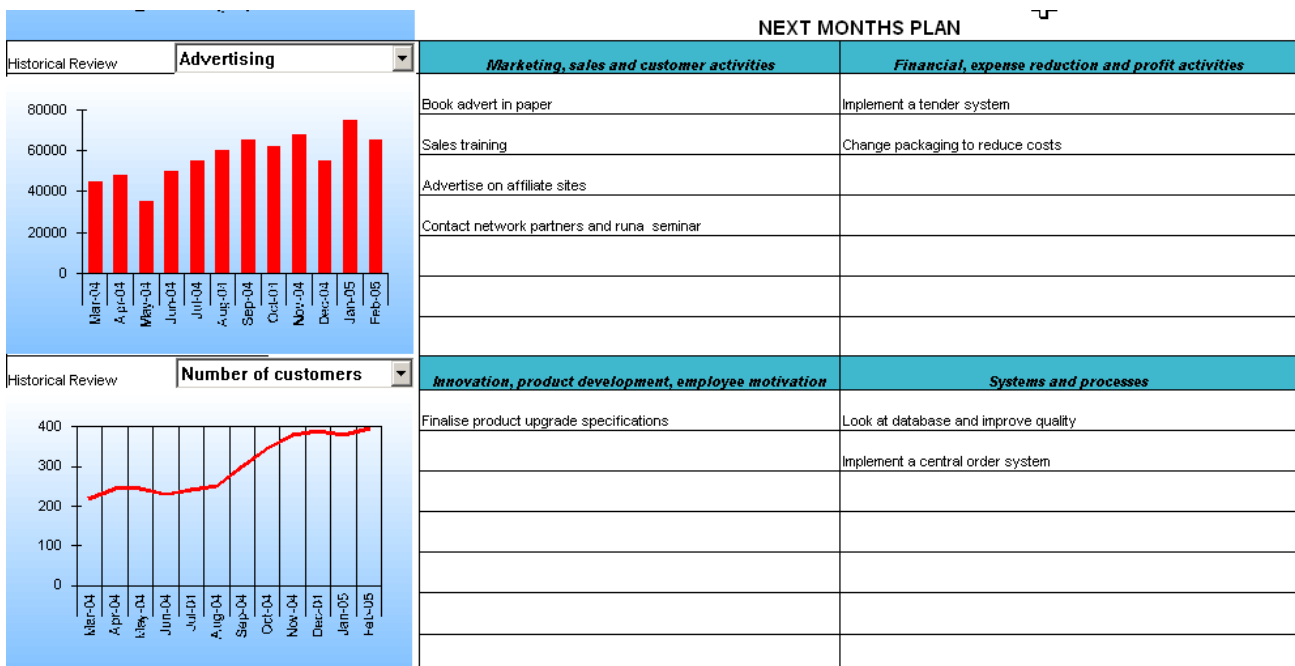 NEXT MONTHS PLAN
Historical Review
Advertising
Marketing, sales and customer activities
Financial, expense reduction and profit activities
80000
60000
40000
20000
0
Mar-04
Apr-04
May-04
Jun-04
Jul-04
Aug-04
Sep-04
Oct-04
Nov-04
Dec-04
Jan-05
Feb-05
Book advert in paper
Implement a tender system
Sales training
Change packaging to reduce costs
Advertise on affiliate sites
Contact network partners and runa seminar
Historical Review
Number of customers
Innovation, product development, employee motivation
Systems and processes
400
300
200
100
0
Mar-04
Apr-04
May-04
Jun-04
Jul-04
Aug-04
Sep-04
Oct-04
Nov-04
Dec-04
Jan-05
Feb-05
Finalise product upgrade specifications
Look at database and improve quality
Implement a central order system